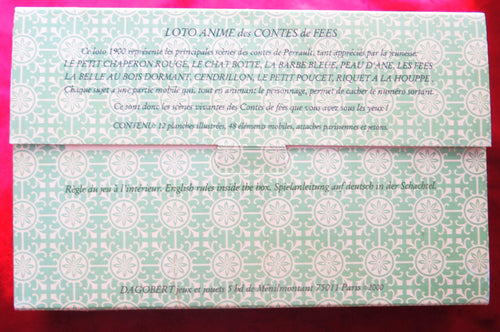 LOTO ANIME des CONTES de FEES
Ce loto 1900 représente les principales scènes des contes de Perrault, tant appréciés par la jeunesse:
LE PETIT CHAPERON ROUGE, LE CHAT BOTTE, LA BARBE BLEUE, PEAU D'ANE, LES FEES
LA BELLE AU BOIS DORMANT, CENDRILLON, LE PETIT POUCET, RIQUET A LA HOUPPE
Chaque sujet a une partie mobile qui, tout en animant le personnage, permet de cacher le numéro sortant.
Ce sont donc les scènes vivantes des Contes de fées que vous avez sous les yeux!
CONTENU: 12 planches illustrées, 48 éléments mobiles, attaches parisiennes et jetons.
Règle du jeu à l'intérieur. English rules inside the box. Spielanleitung auf deutsch in der Schachtel.
DAGOBERT jeux et jouets 5 bd de Ménilmontant 75011 Paris ©2000